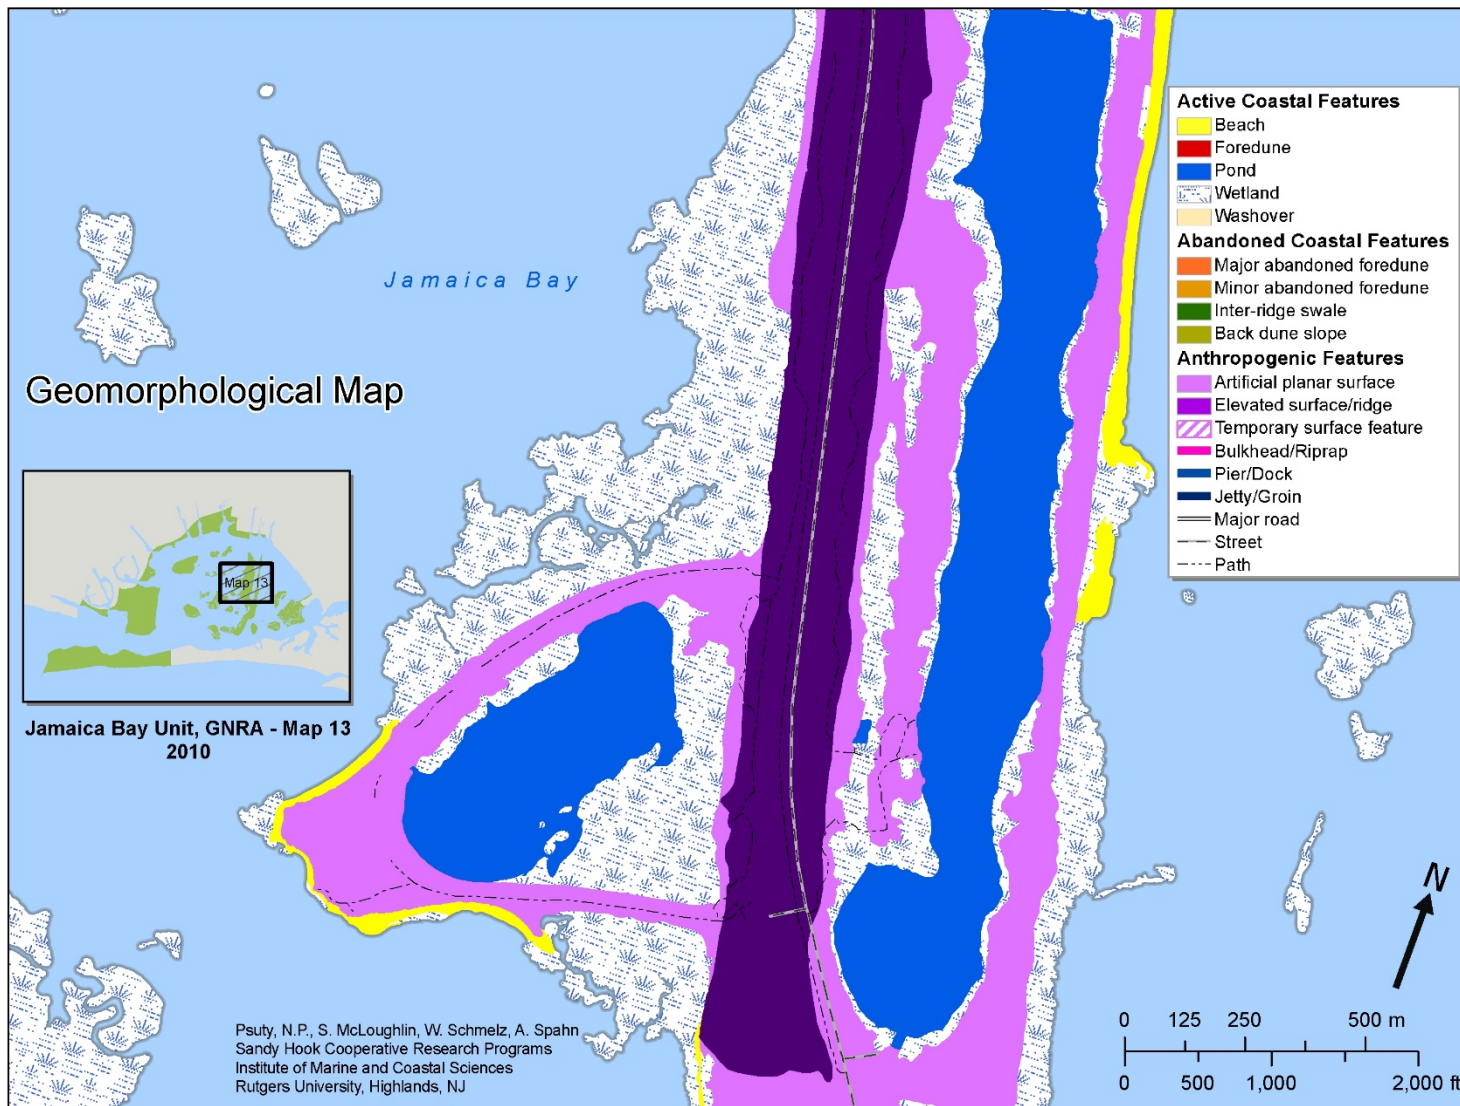 Jamaica Bay
Geomorphological Map
Map 13
Jamaica Bay Unit, GNRA - Map 13
2010
Active Coastal Features
Beach
Foredune
Pond
Wetland
Washover
Abandoned Coastal Features
Major abandoned foredune
Minor abandoned foredune
Inter-ridge swale
Back dune slope
Anthropogenic Features
Artificial planar surface
Elevated surface/ridge
Temporary surface feature
Bulkhead/Riprap
Pier/Dock
Jetty/Groin
Major road
Street
Path
N
0 125 250 500 m
0 500 1,000 2,000 ft
Psuty, N.P., S. McLoughlin, W. Schmelz, A. Spahn
Sandy Hook Cooperative Research Programs
Institute of Marine and Coastal Sciences
Rutgers University, Highlands, NJ